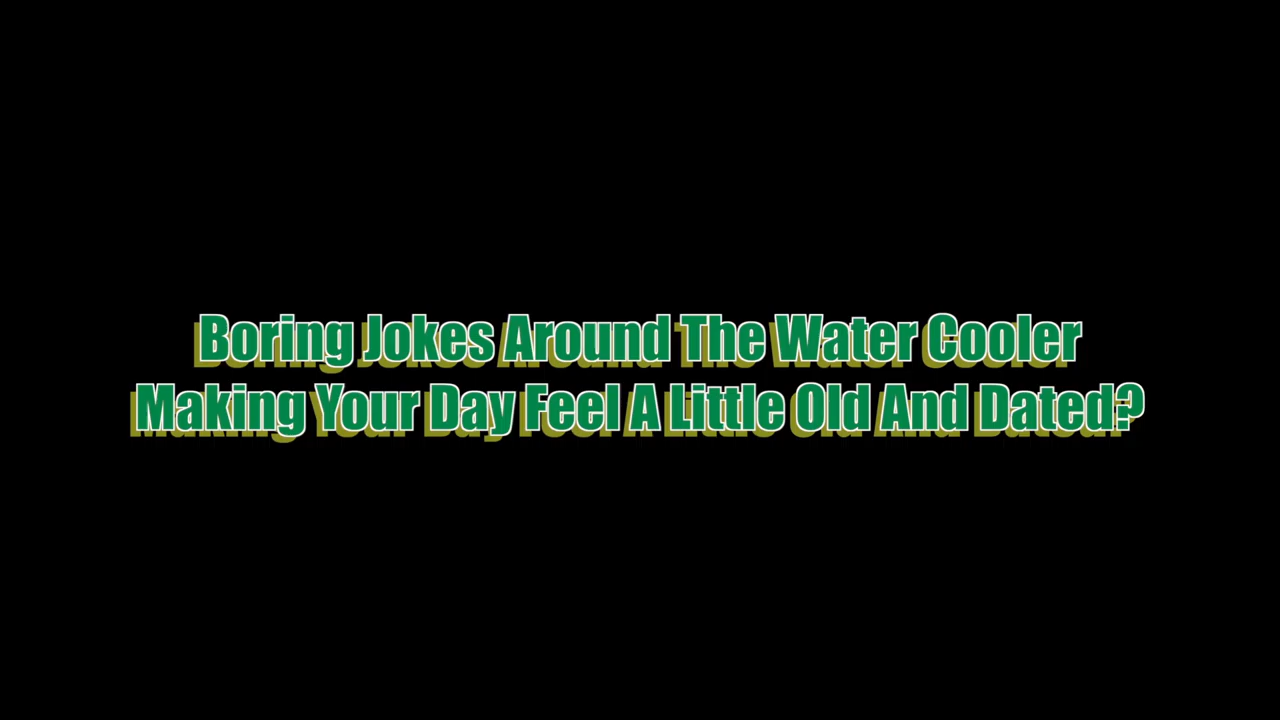 Boring Jokes Around The Water Cooler
Making Your Day Feel A Little Old And Dated?